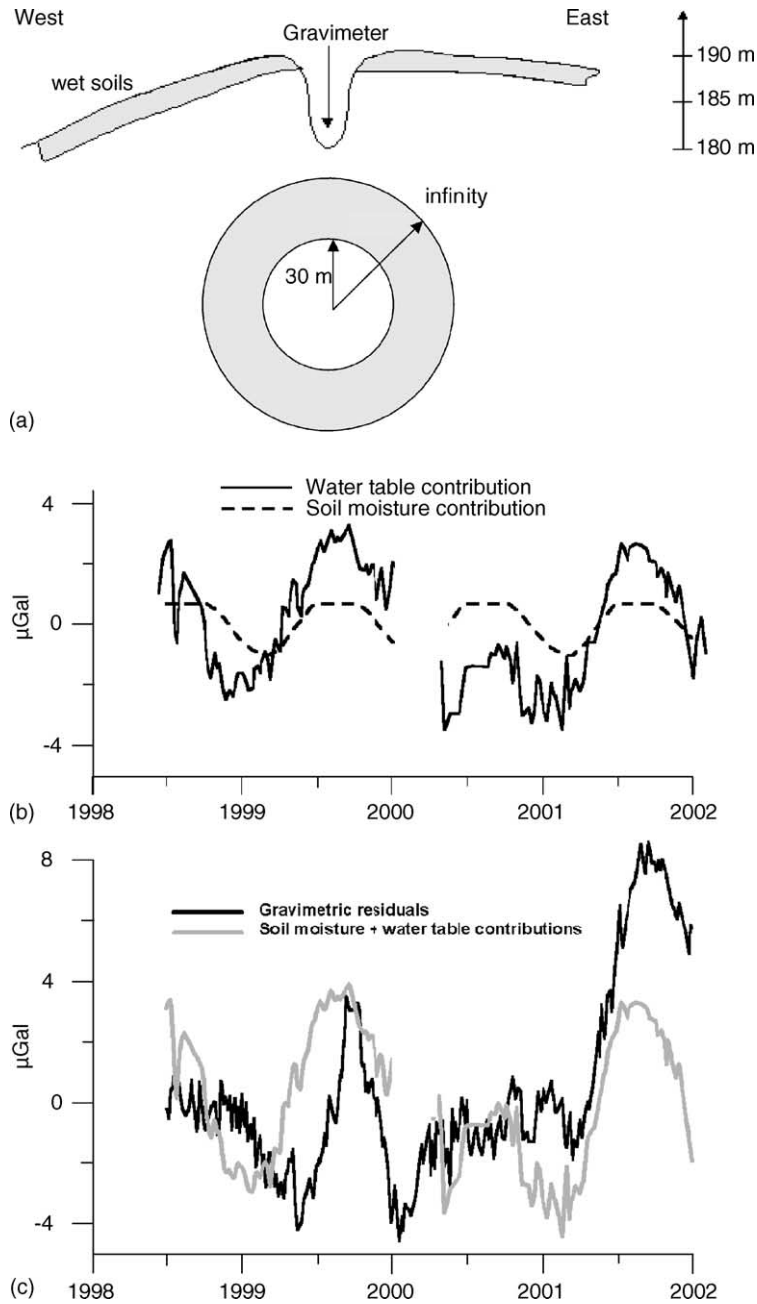 West
East
Gravimeter
wet soils
190 m
185 m
180 m
infinity
30 m
(a)
Water table contribution
Soil moisture contribution
4
0
-4
µGal
1998
1999
2000
2001
2002
(b)
8
Gravimetric residuals
Soil moisture + water table contributions
4
0
-4
µGal
1998
1999
2000
2001
2002
(c)